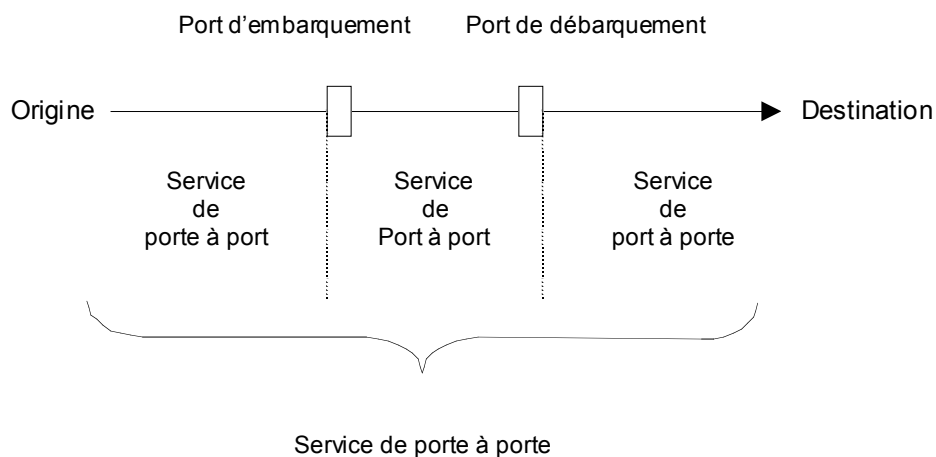 Port d'embarquement
Port de débarquement
Origine
Destination
Service
de
porte à port
Service
de
Port à port
Service
de
port à porte
Service de porte à porte